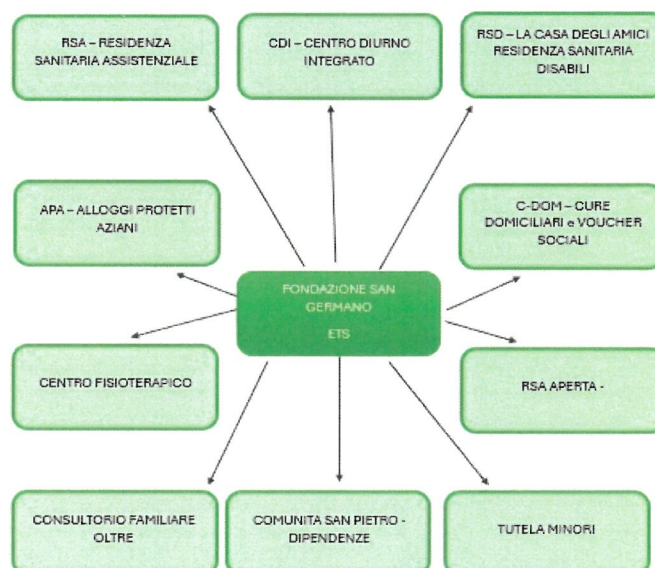 RSA – RESIDENZA
SANITARIA ASSISTENZIALE
CDI – CENTRO DIURNO
INTEGRATO
RSD – LA CASA DEGLI AMICI
RESIDENZA SANITARIA
DISABILI
APA – ALLOGGI PROTETTI
AZIANI
C-DOM – CURE
DOMICILIARI e VOUCHER
SOCIALI
FONDAZIONE SAN
GERMANO
ETS
CENTRO FISIOTERAPICO
RSA APERTA -
CONSULTORIO FAMILIARE
OLTRE
COMUNITA SAN PIETRO -
DIPENDENZE
TUTELA MINORI